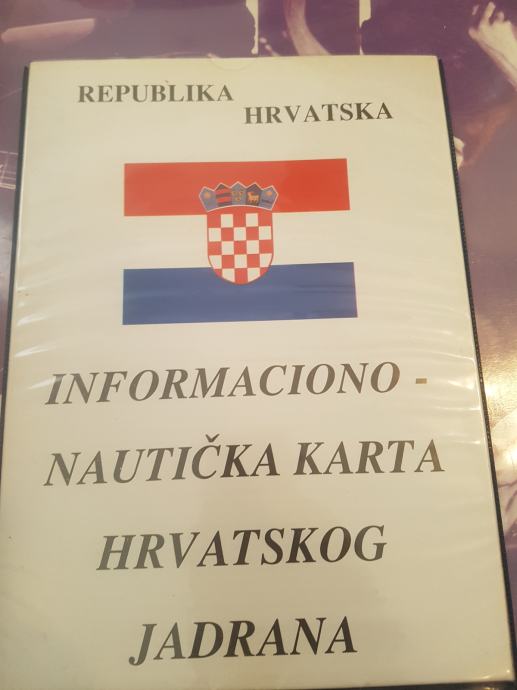 REPUBLIKA
HRVATSKA
INFORMACIONO -
NAUTIČKA KARTA
HRVATSKOG
JADRANA